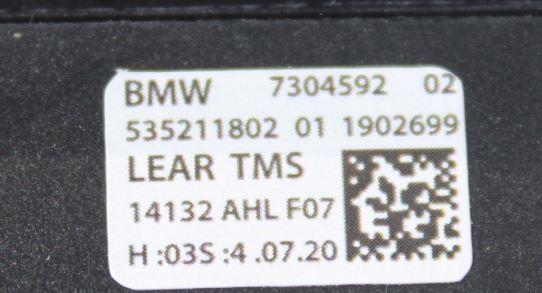 BMW 7304592 02
535211802 01 1902699
LEAR TMS
14132 AHL F07
H :03S :4 .07.20